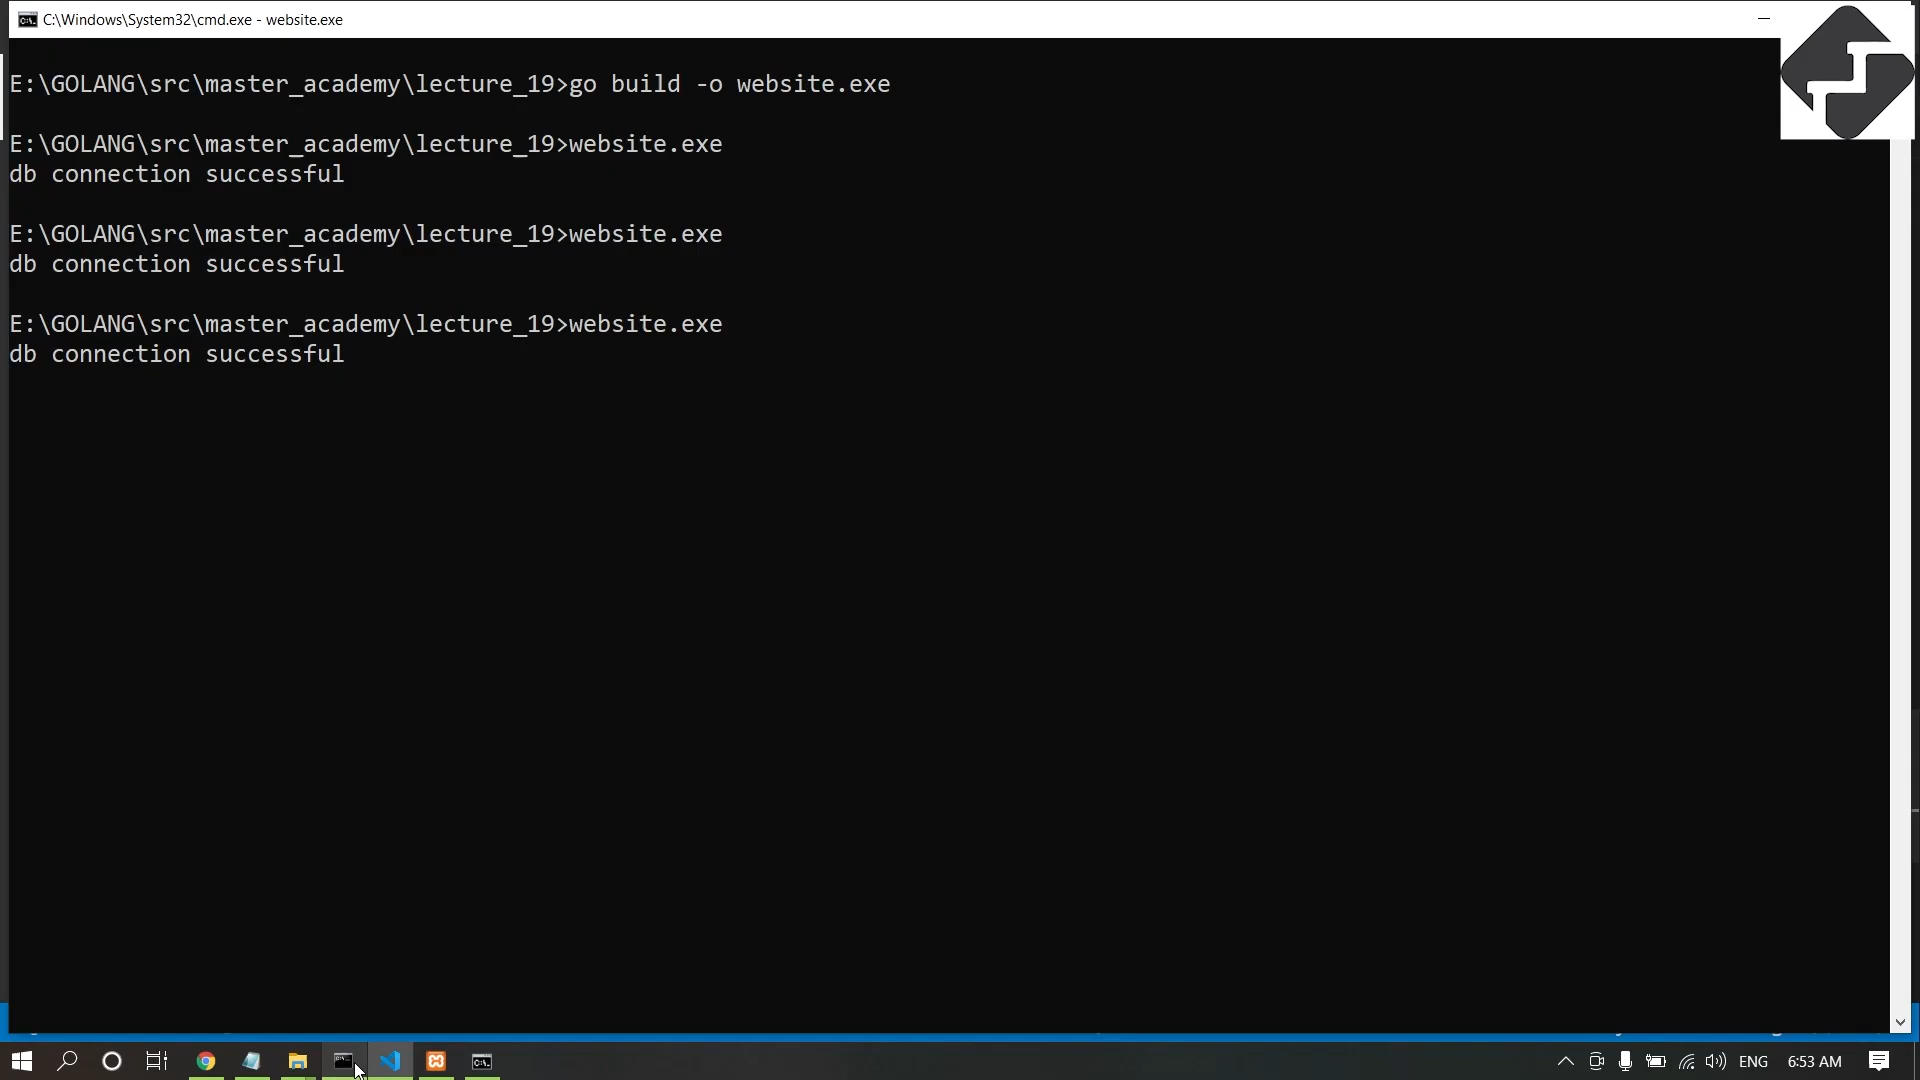 C:\Windows\System32\cmd.exe - website.exe
E:\GOLANG\src\master_academy\lecture_19>go build -o website.exe
E:\GOLANG\src\master_academy\lecture_19>website.exe
db connection successful
E:\GOLANG\src\master_academy\lecture_19>website.exe
db connection successful
E:\GOLANG\src\master_academy\lecture_19>website.exe
db connection successful
ENG
6:53 AM